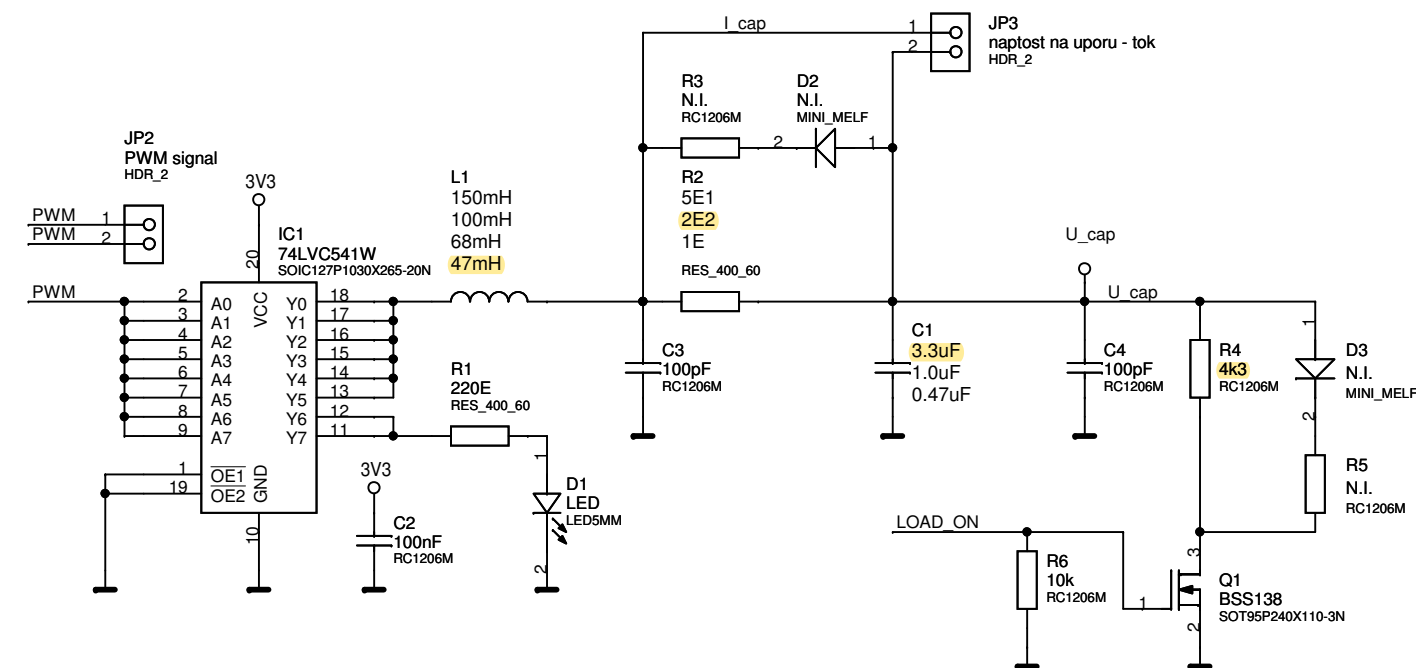 I_cap
1
2
JP3
naptost na uporu - tok
HDR_2
R3
N.I.
RC1206M
D2
N.I.
MINI_MELF
2
1
JP2
PWM signal
HDR_2
PWM
1
PWM
2
3V3
20
IC1
74LVC541W
SOIC127P1030X265-20N
L1
150mH
100mH
68mH
47mH
R2
5E1
2E2
1E
RES_400_60
U_cap
U_cap
PWM
2
3
4
5
6
7
8
9
A0
A1
A2
A3
A4
A5
A6
A7
VCC
Y0
Y1
Y2
Y3
Y4
Y5
Y6
Y7
18
17
16
15
14
13
12
11
1
19
OE1
OE2
GND
10
C3
100pF
RC1206M
C1
3.3uF
1.0uF
0.47uF
C4
100pF
RC1206M
R4
4k3
RC1206M
1
D3
N.I.
MINI_MELF
2
R1
220E
RES_400_60
3V3
C2
100nF
RC1206M
1
D1
LED
LED5MM
2
R5
N.I.
RC1206M
LOAD_ON
R6
10k
RC1206M
3
1
2
Q1
BSS138
SOT95P240X110-3N